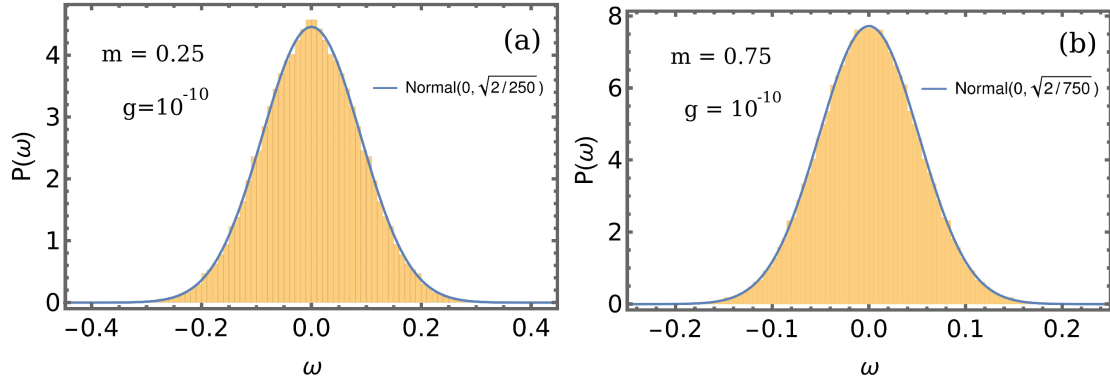 (a)
m = 0.25
g=10^-10
Normal(0, √2/250)
P(ω)
4
3
2
1
0
−0.4 −0.2 0.0 0.2 0.4
ω
(b)
m = 0.75
g = 10^-10
Normal(0, √2/750)
P(ω)
8
6
4
2
0
−0.2 −0.1 0.0 0.1 0.2
ω